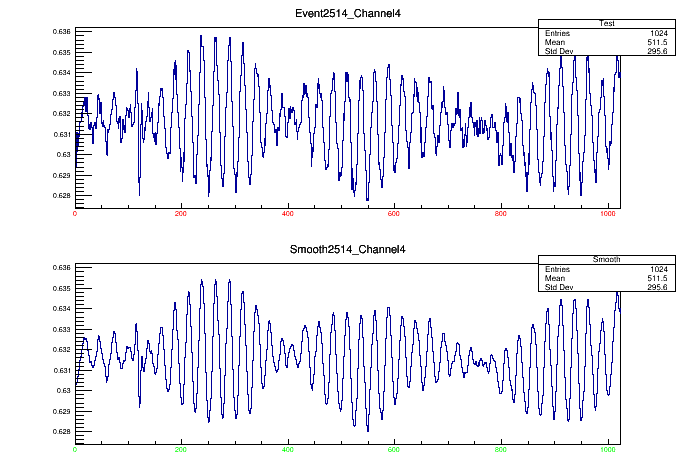 Event2514_Channel4
Test
Entries 1024
Mean 511.5
Std Dev 295.6
0.636
0.635
0.634
0.633
0.632
0.631
0.63
0.629
0.628
0 200 400 600 800 1000
Smooth2514_Channel4
Smooth
Entries 1024
Mean 511.5
Std Dev 295.6
0.636
0.635
0.634
0.633
0.632
0.631
0.63
0.629
0.628
0 200 400 600 800 1000